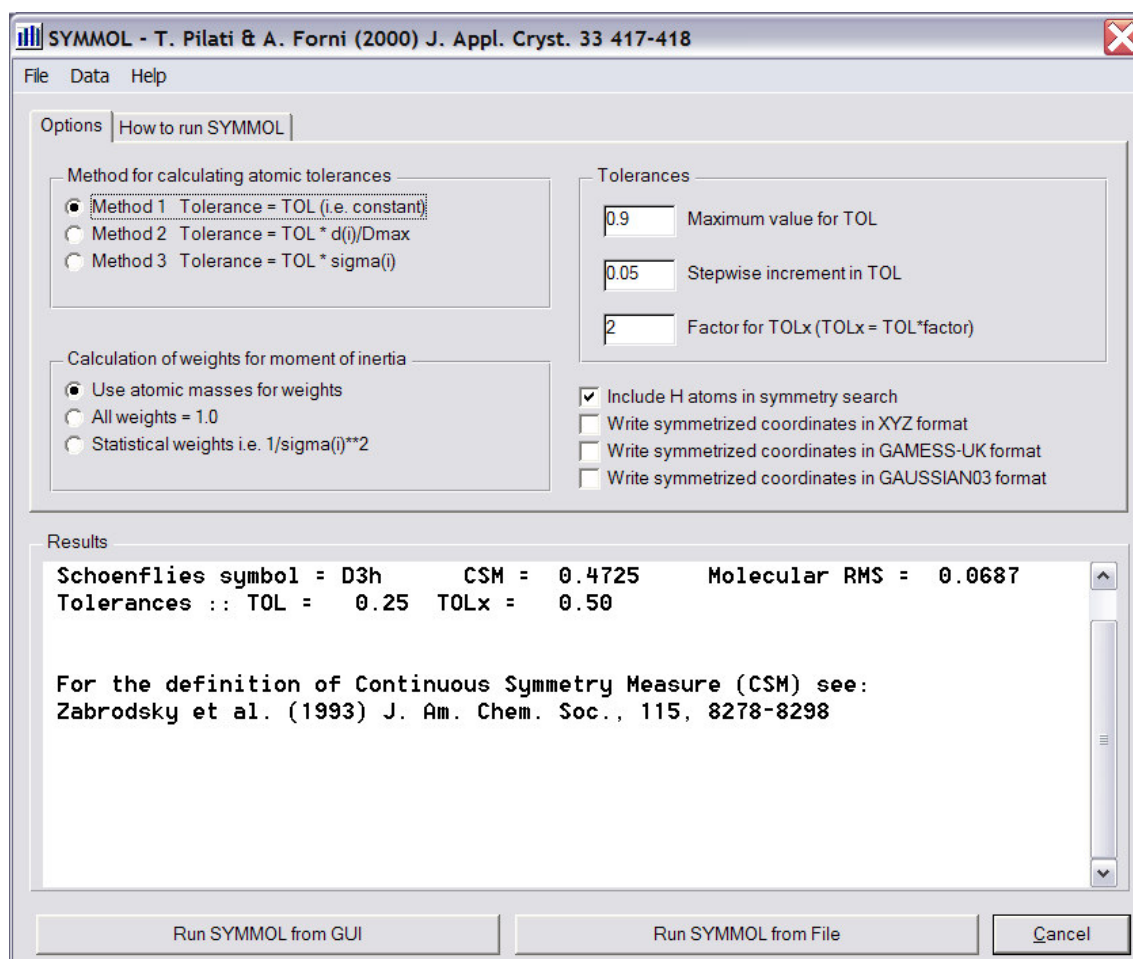 SYMMOL - T. Pilati & A. Forni (2000) J. Appl. Cryst. 33 417-418
File Data Help
Options How to run SYMMOL
Method for calculating atomic tolerances
Method 1 Tolerance = TOL (i.e. constant)
Method 2 Tolerance = TOL * d(i)/Dmax
Method 3 Tolerance = TOL * sigma(i)
Tolerances
0.9 Maximum value for TOL
0.05 Stepwise increment in TOL
2 Factor for TOLx (TOLx = TOL*factor)
Calculation of weights for moment of inertia
Use atomic masses for weights
All weights = 1.0
Statistical weights i.e. 1/sigma(i)**2
Include H atoms in symmetry search
Write symmetrized coordinates in XYZ format
Write symmetrized coordinates in GAMESS-UK format
Write symmetrized coordinates in GAUSSIAN03 format
Results
Schoenflies symbol = D3h CSM = 0.4725 Molecular RMS = 0.0687
Tolerances :: TOL = 0.25 TOLx = 0.50
For the definition of Continuous Symmetry Measure (CSM) see:
Zabrodsky et al. (1993) J. Am. Chem. Soc., 115, 8278-8298
Run SYMMOL from GUI Run SYMMOL from File Cancel